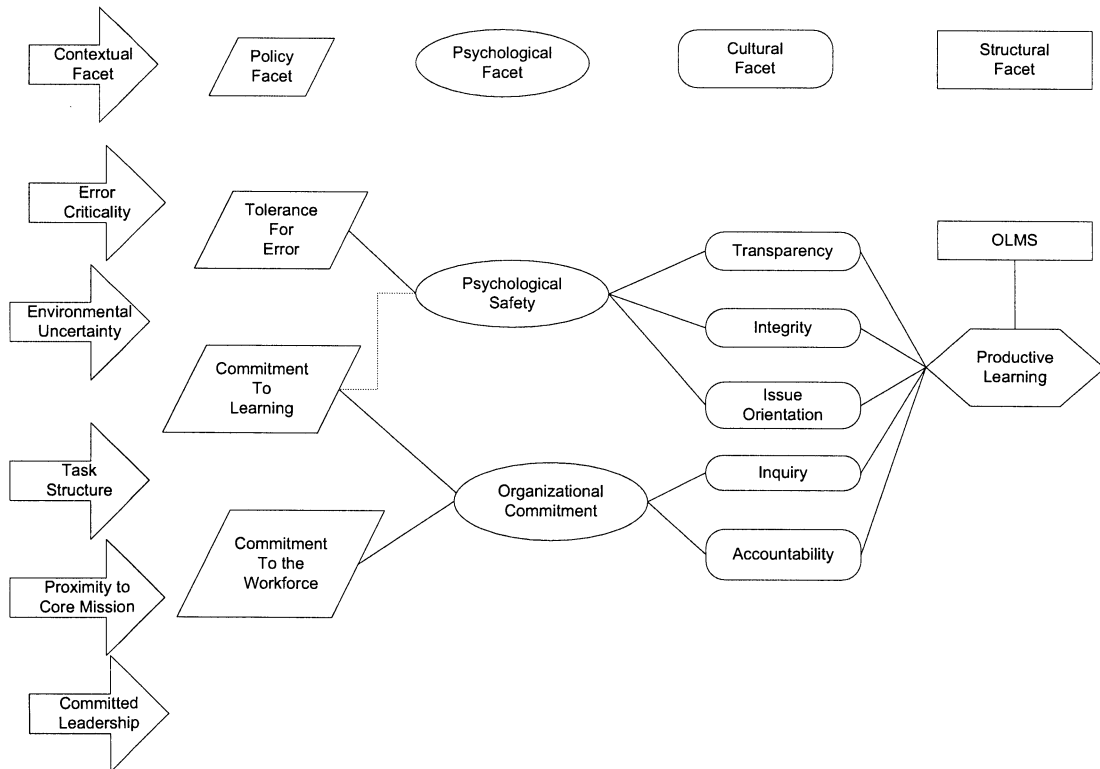 Contextual
Facet
Policy
Facet
Psychological
Facet
Cultural
Facet
Structural
Facet
Error
Criticality
Environmental
Uncertainty
Task
Structure
Proximity to
Core Mission
Committed
Leadership
Tolerance
For
Error
Commitment
To
Learning
Commitment
To the
Workforce
Psychological
Safety
Organizational
Commitment
Transparency
Integrity
Issue
Orientation
Inquiry
Accountability
OLMS
Productive
Learning